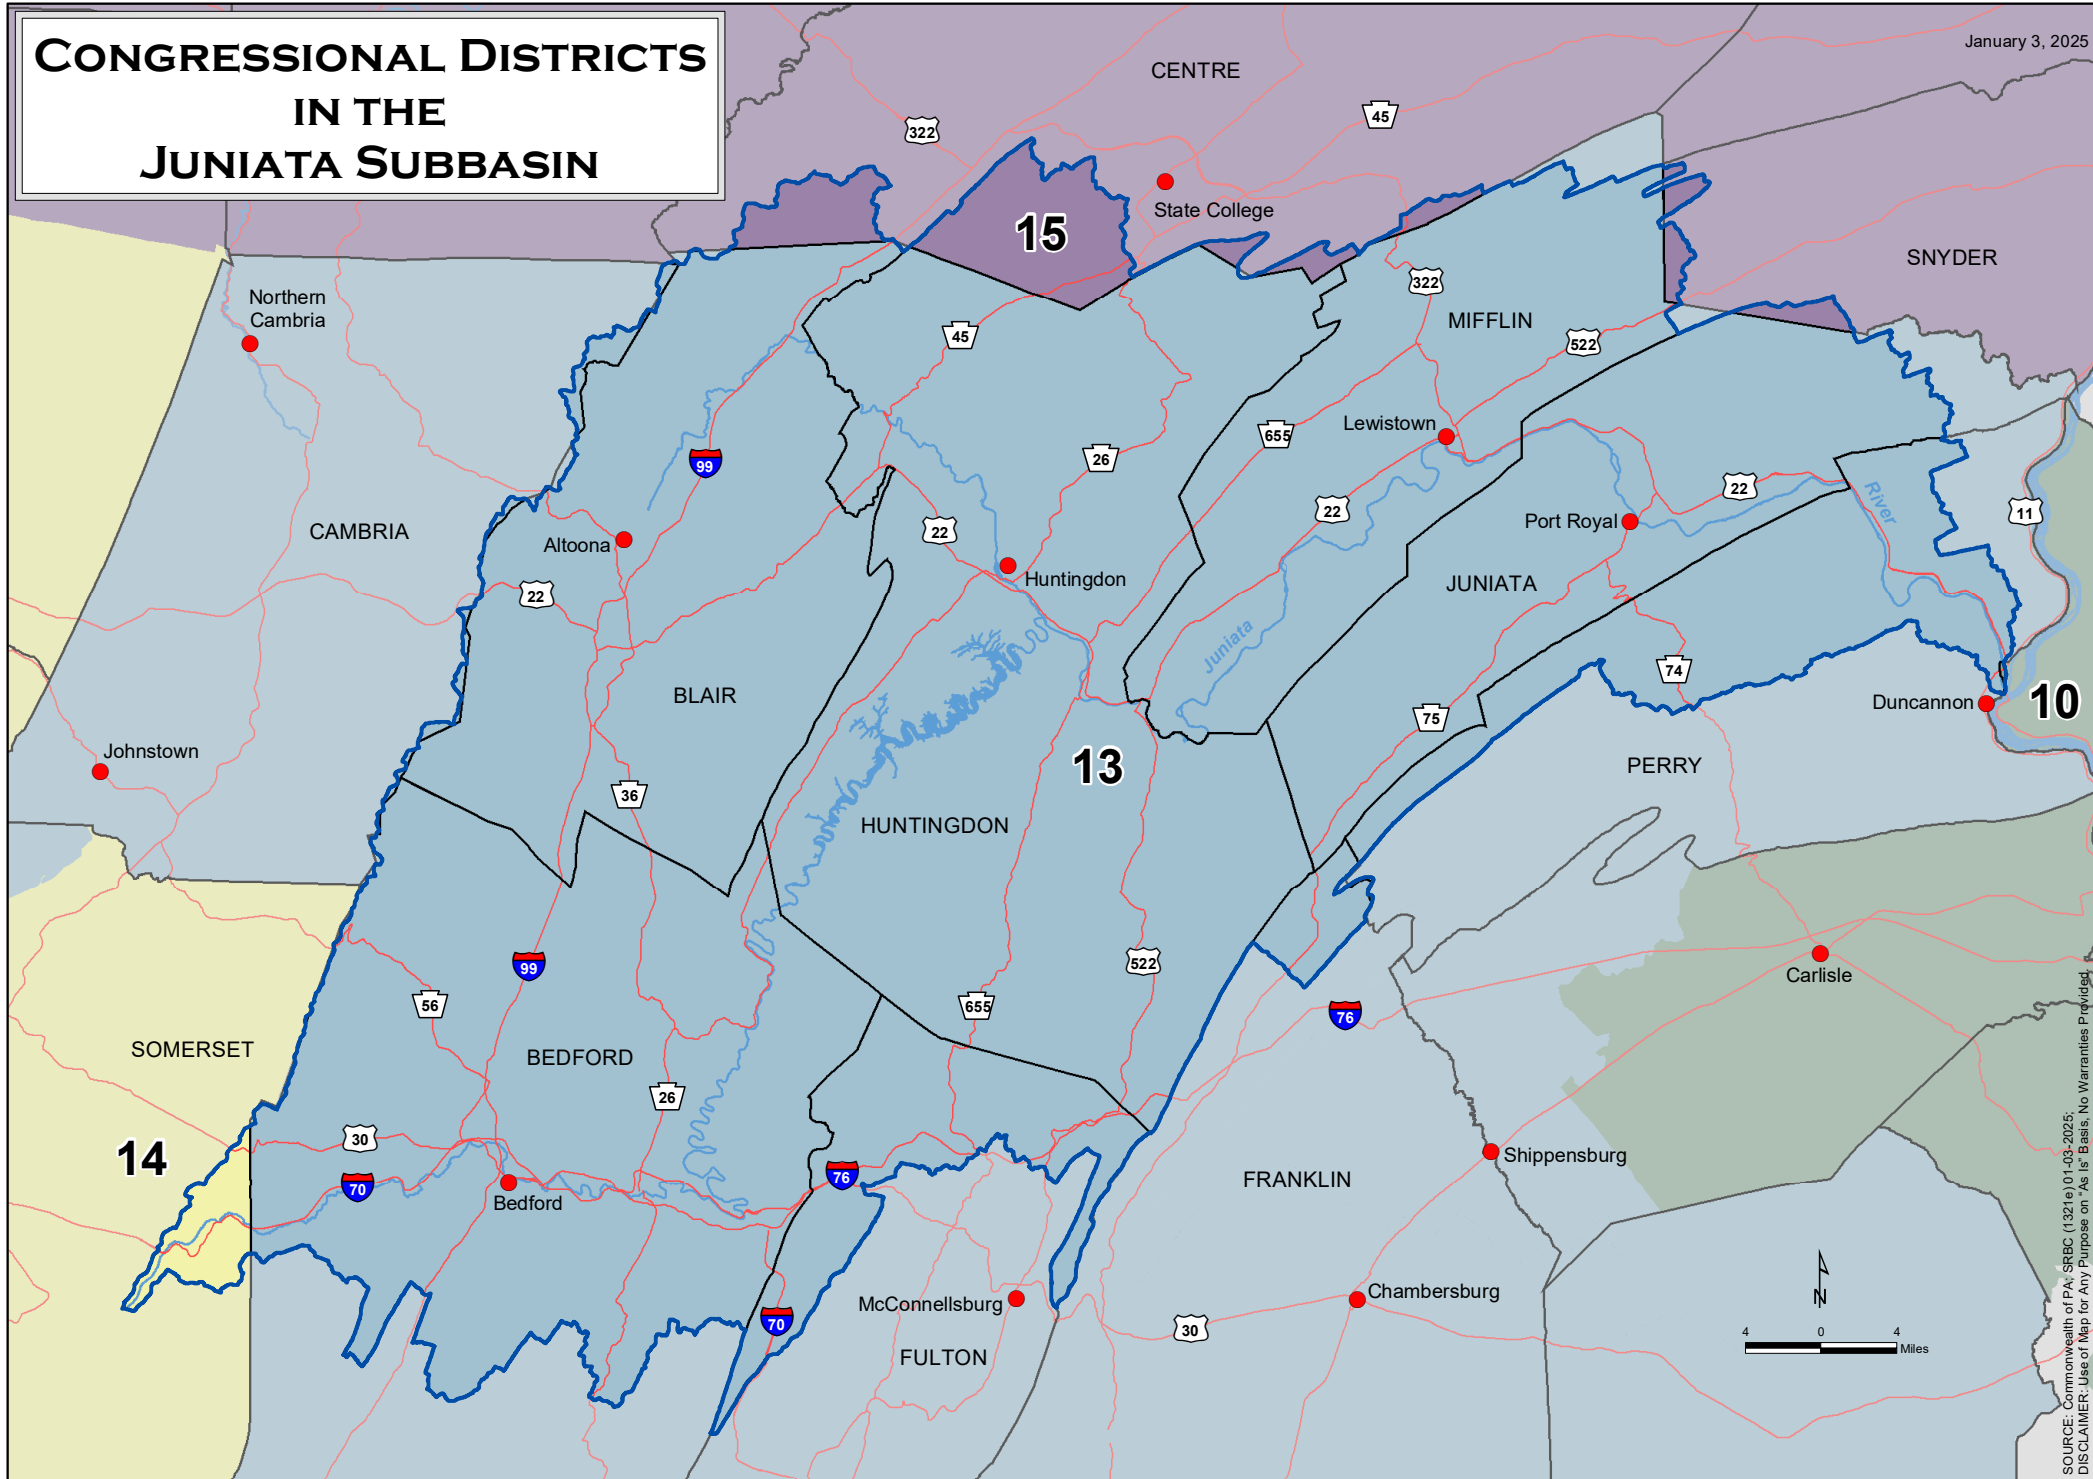 CONGRESSIONAL DISTRICTS
IN THE
JUNIATA SUBBASIN
January 3, 2025
CENTRE
322
45
State College
15
SNYDER
Northern
Cambria
322
MIFFLIN
45
522
Lewistown
655
26
99
22
22
11
River
CAMBRIA
Altoona
22
Port Royal
22
Huntingdon
JUNIATA
Juniata
74
BLAIR
75
Duncannon
10
Johnstown
13
PERRY
36
HUNTINGDON
99
522
Carlisle
56
655
76
SOMERSET
BEDFORD
26
14
30
70
76
Bedford
FRANKLIN
Shippensburg
McConnellsburg
Chambersburg
70
30
FULTON
N
4 0 4
Miles
SOURCE: Commonwealth of PA; SRBC (1321e) 01-03-2025;
DISCLAIMER: Use of Map for Any Purpose on "As Is" Basis, No Warranties Provided.